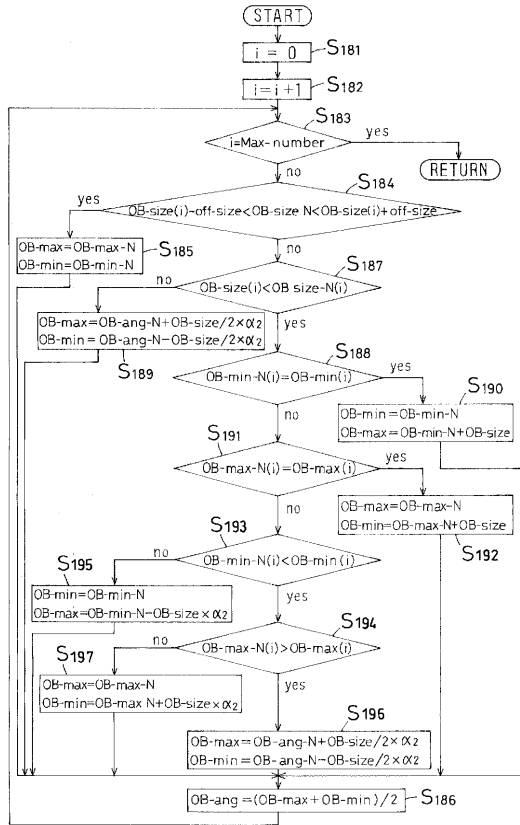 START
i = 0
S181
i=i+1
S182
S183
i=Max-number
yes
RETURN
no
S184
yes
OB-size(i)-off-size<OB-size N<OB-size(i)+off-size
S185
OB-max=OB-max-N
OB-min=OB-min-N
no
S187
no
OB-size(i)<OB size-N(i)
OB-max=OB-ang-N+OB-size/2×α2
OB-min = OB-ang-N-OB-size/2×α2
S189
yes
S188
OB-min-N(i)=OB-min(i)
yes
S190
OB-min=OB-min-N
OB-max=OB-min-N+OB-size
no
S191
OB-max-N(i)=OB-max(i)
yes
OB-max=OB-max-N
OB-min=OB-max-N+OB-size
S192
no
S193
no
OB-min-N(i)<OB-min(i)
S195
OB-min=OB-min-N
OB-max=OB-min-N-OB-size×α2
yes
S194
no
OB-max-N(i)>OB-max(i)
S197
OB-max=OB-max-N
OB-min=OB-max N+OB-size×α2
yes
S196
OB-max=OB-ang-N+OB-size/2×α2
OB-min = OB-ang-N-OB-size/2×α2
OB-ang=(OB-max+OB-min)/2
S186